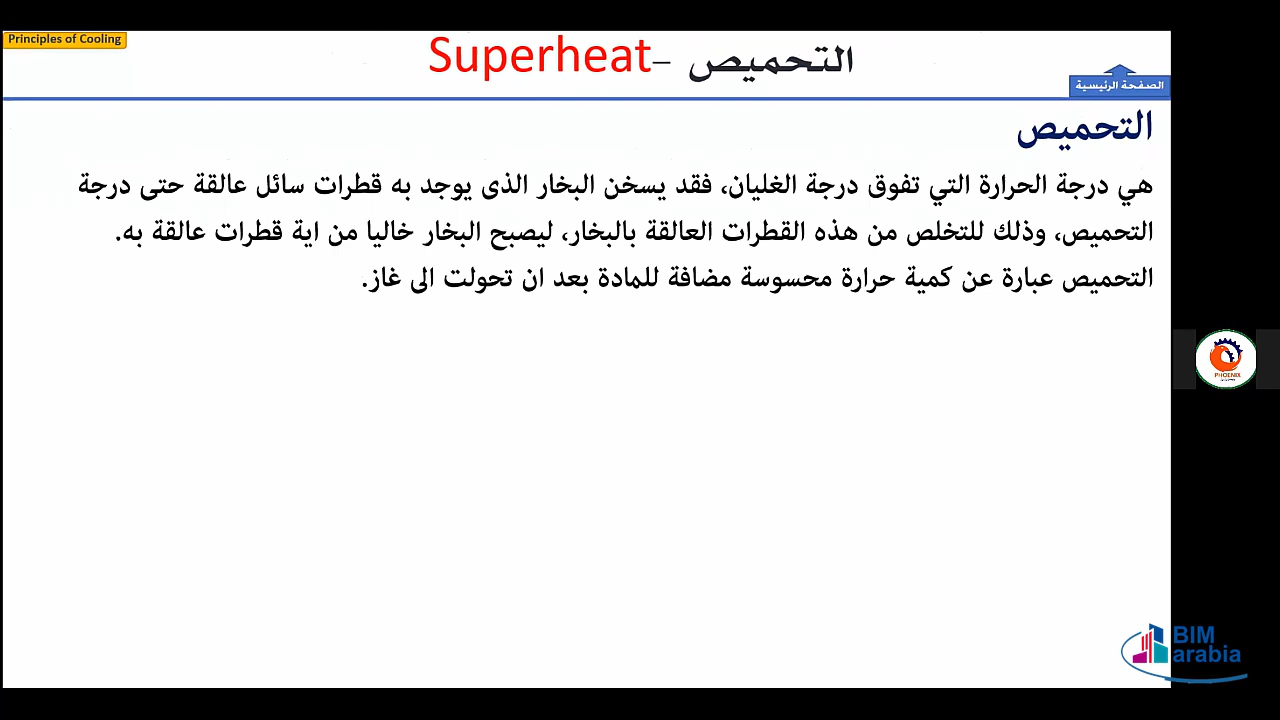 Principles of Cooling
التحميص –Superheat
الصفحة الرئيسية
التحميص
هي درجة الحرارة التي تفوق درجة الغليان، فقد يسخن البخار الذى يوجد به قطرات سائل عالقة حتى درجة
التحميص، وذلك للتخلص من هذه القطرات العالقة بالبخار، ليصبح البخار خاليا من اية قطرات عالقة به.
التحميص عبارة عن كمية حرارة محسوسة مضافة للمادة بعد ان تحولت الى غاز.
PHOENIX
BIM
arabia